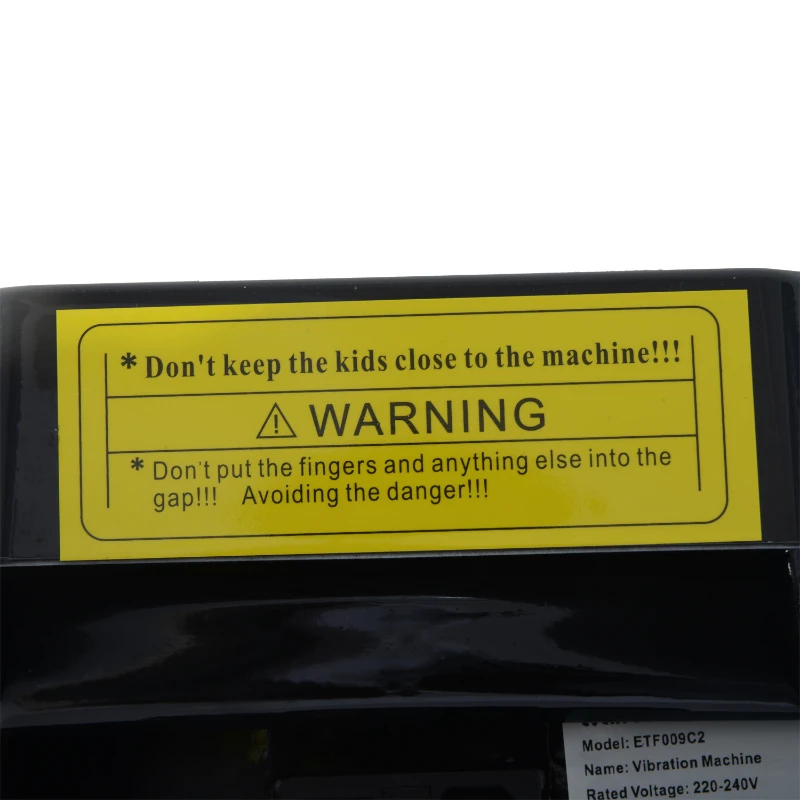 * Don't keep the kids close to the machine!!!
WARNING
* Don't put the fingers and anything else into the
gap!!! Avoiding the danger!!!
Model: ETF009C2
Name: Vibration Machine
Rated Voltage: 220-240V